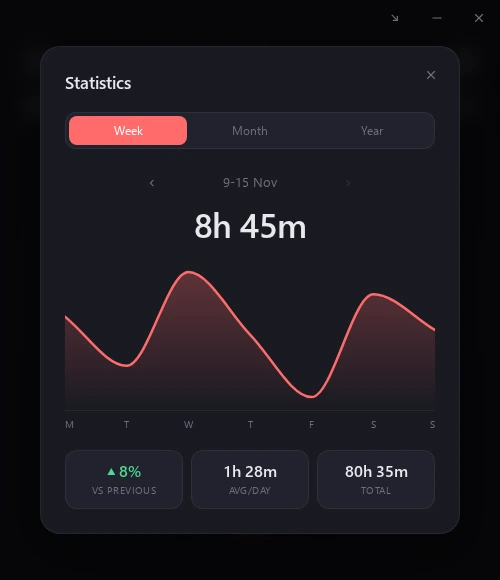 Statistics
Week Month Year
9-15 Nov
8h 45m
M T W T F S S
8% 1h 28m 80h 35m
VS PREVIOUS AVG/DAY TOTAL